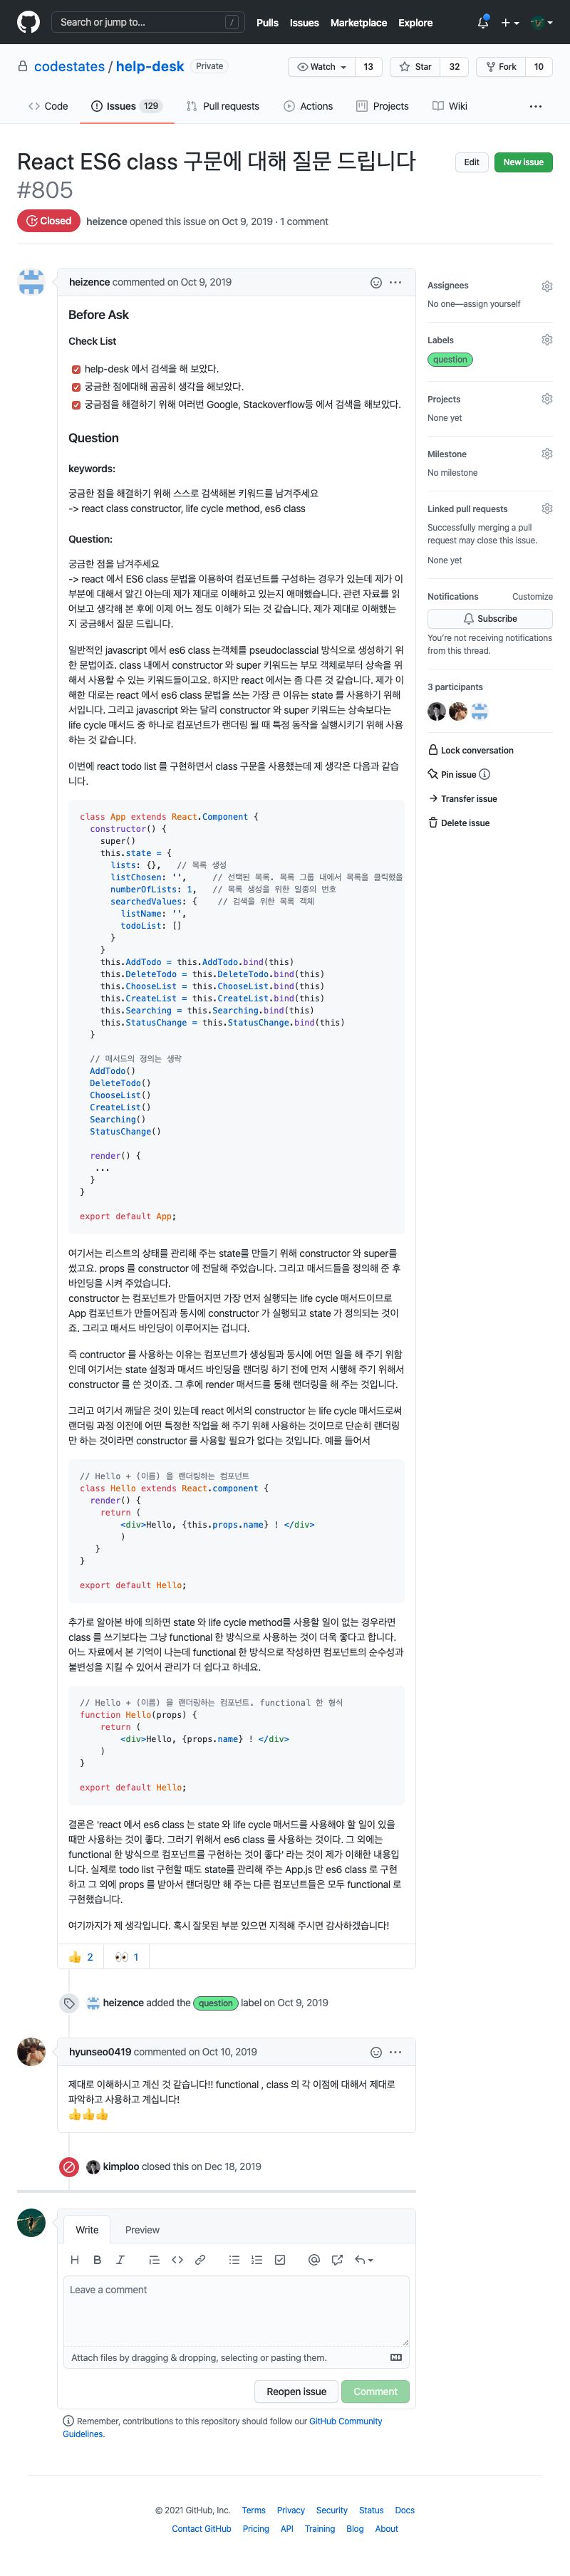 Search or jump to...
/
Pulls
Issues
Marketplace
Explore
codestates / help-desk
Private
Watch
13
Star
32
Fork
10
Code
Issues
129
Pull requests
Actions
Projects
Wiki
React ES6 class 구문에 대해 질문 드립니다
#805
Edit
New issue
Closed
heizence opened this issue on Oct 9, 2019 · 1 comment
heizence commented on Oct 9, 2019
Before Ask
Check List
help-desk 에서 검색을 해 보았다.
궁금한 점에대해 곰곰히 생각을 해보았다.
궁금점을 해결하기 위해 여러번 Google, Stackoverflow등 에서 검색을 해보았다.
Question
keywords:
궁금한 점을 해결하기 위해 스스로 검색해본 키워드를 남겨주세요
-> react class constructor, life cycle method, es6 class
Question:
궁금한 점을 남겨주세요
-> react 에서 ES6 class 문법을 이용하여 컴포넌트를 구성하는 경우가 있는데 제가 이
부분에 대해서 알긴 아는데 제가 제대로 이해하고 있는지 애매했습니다. 관련 자료를 읽
어보고 생각해 본 후에 이제 어느 정도 이해가 되는 것 같습니다. 제가 제대로 이해했는
지 궁금해서 질문 드립니다.
일반적인 javascript 에서 es6 class 는객체를 pseudoclasscial 방식으로 생성하기 위
한 문법이죠. class 내에서 constructor 와 super 키워드는 부모 객체로부터 상속을 위
해서 사용할 수 있는 키워드들이고요. 하지만 react 에서는 좀 다른 것 같습니다. 제가 이
해한 대로는 react 에서 es6 class 문법을 쓰는 가장 큰 이유는 state 를 사용하기 위해
서입니다. 그리고 javascript 와는 달리 constructor 와 super 키워드는 상속보다는
life cycle 매서드 중 하나로 컴포넌트가 랜더링 될 때 특정 동작을 실행시키기 위해 사용
하는 것 같습니다.
이번에 react todo list 를 구현하면서 class 구문을 사용했는데 제 생각은 다음과 같습
니다.
class App extends React.Component {
constructor() {
super()
this.state = {
lists: {},   // 목록 생성
listChosen: '',     // 선택된 목록. 목록 그룹 내에서 목록을 클릭했을
numberOfLists: 1,   // 목록 생성을 위한 일종의 번호
searchedValues: {    // 검색을 위한 목록 객체
listName: '',
todoList: []
}
}
this.AddTodo = this.AddTodo.bind(this)
this.DeleteTodo = this.DeleteTodo.bind(this)
this.ChooseList = this.ChooseList.bind(this)
this.CreateList = this.CreateList.bind(this)
this.Searching = this.Searching.bind(this)
this.StatusChange = this.StatusChange.bind(this)
}
// 매서드의 정의는 생략
AddTodo()
DeleteTodo()
ChooseList()
CreateList()
Searching()
StatusChange()
render() {
...
}
}
export default App;
여기서는 리스트의 상태를 관리해 주는 state를 만들기 위해 constructor 와 super를
썼고요. props 를 constructor 에 전달해 주었습니다. 그리고 매서드들을 정의해 준 후
바인딩을 시켜 주었습니다.
constructor 는 컴포넌트가 만들어지면 가장 먼저 실행되는 life cycle 매서드이므로
App 컴포넌트가 만들어짐과 동시에 constructor 가 실행되고 state 가 정의되는 것이
죠. 그리고 매서드 바인딩이 이루어지는 겁니다.
즉 contructor 를 사용하는 이유는 컴포넌트가 생성됨과 동시에 어떤 일을 해 주기 위함
인데 여기서는 state 설정과 매서드 바인딩을 랜더링 하기 전에 먼저 시행해 주기 위해서
constructor 를 쓴 것이죠. 그 후에 render 매서드를 통해 랜더링을 해 주는 것입니다.
그리고 여기서 깨달은 것이 있는데 react 에서의 constructor 는 life cycle 매서드로써
랜더링 과정 이전에 어떤 특정한 작업을 해 주기 위해 사용하는 것이므로 단순히 랜더링
만 하는 것이라면 constructor 를 사용할 필요가 없다는 것입니다. 예를 들어서
// Hello + (이름) 을 랜더링하는 컴포넌트
class Hello extends React.component {
render() {
return (
<div>Hello, {this.props.name} ! </div>
)
}
}
export default Hello;
추가로 알아본 바에 의하면 state 와 life cycle method를 사용할 일이 없는 경우라면
class 를 쓰기보다는 그냥 functional 한 방식으로 사용하는 것이 더욱 좋다고 합니다.
어느 자료에서 본 기억이 나는데 functional 한 방식으로 작성하면 컴포넌트의 순수성과
불변성을 지킬 수 있어서 관리가 더 쉽다고 하네요.
// Hello + (이름) 을 랜더링하는 컴포넌트. functional 한 형식
function Hello(props) {
return (
<div>Hello, {props.name} ! </div>
)
}
export default Hello;
결론은 'react 에서 es6 class 는 state 와 life cycle 매서드를 사용해야 할 일이 있을
때만 사용하는 것이 좋다. 그러기 위해서 es6 class 를 사용하는 것이다. 그 외에는
functional 한 방식으로 컴포넌트를 구현하는 것이 좋다' 라는 것이 제가 이해한 내용입
니다. 실제로 todo list 구현할 때도 state를 관리해 주는 App.js 만 es6 class 로 구현
하고 그 외에 props 를 받아서 랜더링만 해 주는 다른 컴포넌트들은 모두 functional 로
구현했습니다.
여기까지가 제 생각입니다. 혹시 잘못된 부분 있으면 지적해 주시면 감사하겠습니다!
👍 2
👀 1
heizence added the question label on Oct 9, 2019
hyunseo0419 commented on Oct 10, 2019
제대로 이해하시고 계신 것 같습니다!! functional , class 의 각 이점에 대해서 제대로
파악하고 사용하고 계십니다!
👍👍👍
kimploo closed this on Dec 18, 2019
Write
Preview
Leave a comment
Attach files by dragging & dropping, selecting or pasting them.
Reopen issue
Comment
Remember, contributions to this repository should follow our GitHub Community
Guidelines.
Assignees
No one—assign yourself
Labels
question
Projects
None yet
Milestone
No milestone
Linked pull requests
Successfully merging a pull
request may close this issue.
None yet
Notifications
Customize
Subscribe
You're not receiving notifications
from this thread.
3 participants
Lock conversation
Pin issue
Transfer issue
Delete issue
© 2021 GitHub, Inc.
Terms
Privacy
Security
Status
Docs
Contact GitHub
Pricing
API
Training
Blog
About